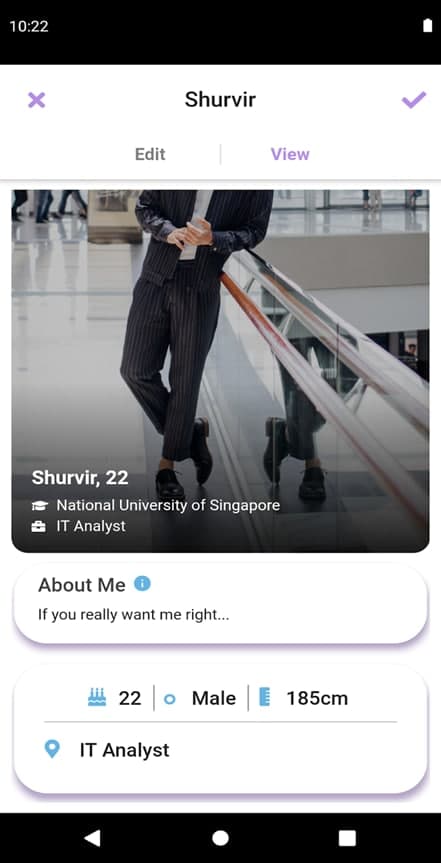 10:22
Shurvir
Edit
View
Shurvir, 22
National University of Singapore
IT Analyst
About Me
If you really want me right...
22 Male 185cm
IT Analyst